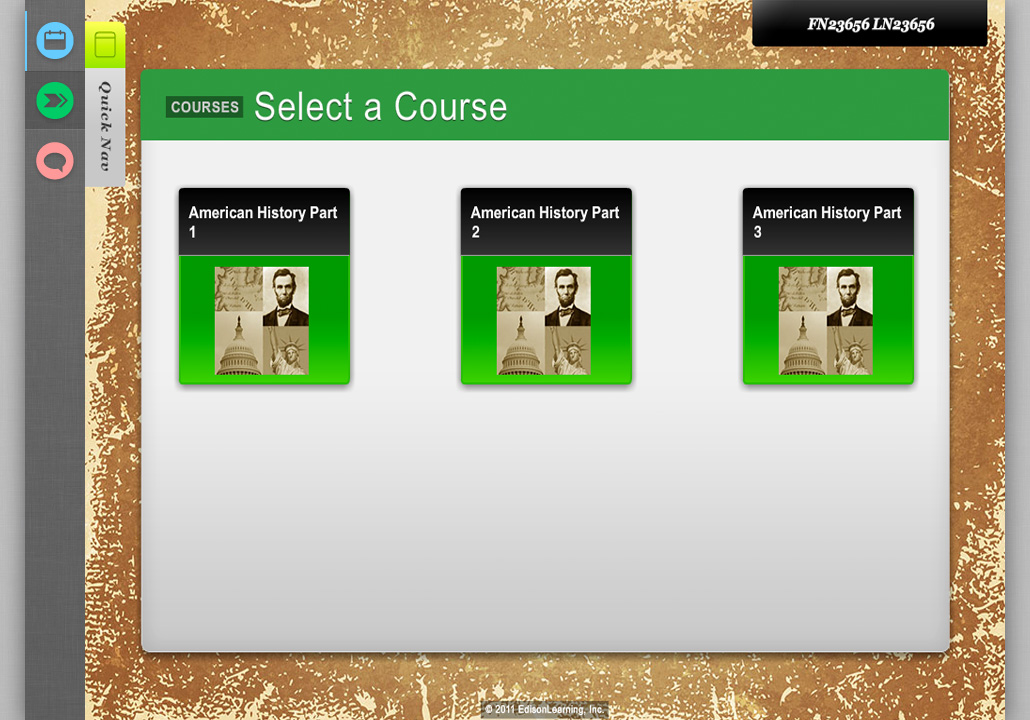 FN23656 LN23656
Quick Nav
COURSES Select a Course
American History Part
1
American History Part
2
American History Part
3
© 2011 EdisonLearning, Inc.